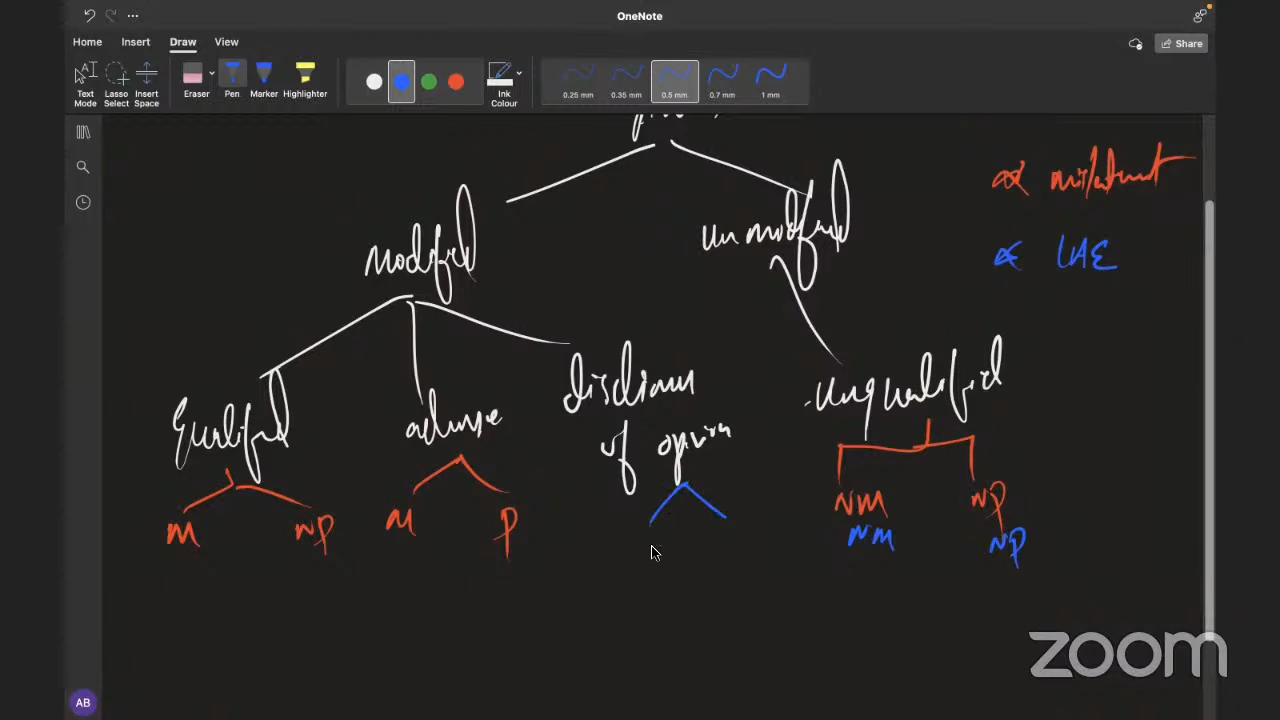 OneNote
Home Insert Draw View
Share
Text Mode
Lasso Select
Insert Space
Eraser
Pen
Marker
Highlighter
Ink Colour
0.25 mm
0.35 mm
0.5 mm
0.7 mm
1 mm
modified
unmodified
∝
∝ LAE
Qualified
adverse
disclaimer
of opinion
unqualified
M NP
M P
NM NP
NM NP
AB
zoom